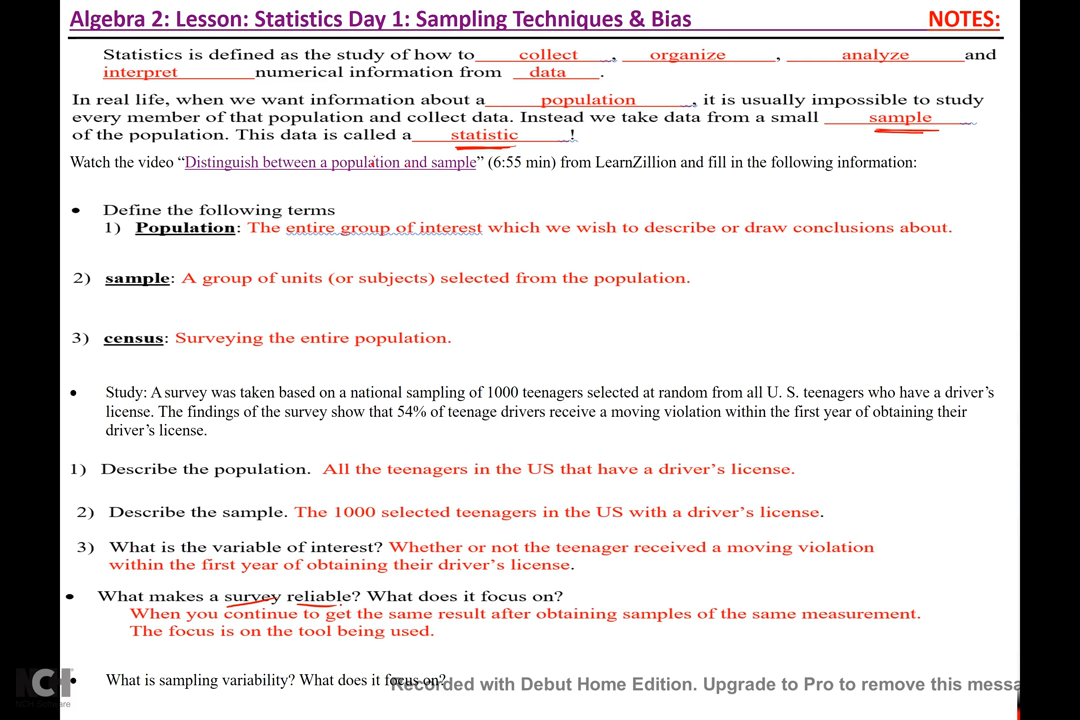 Algebra 2: Lesson: Statistics Day 1: Sampling Techniques & Bias NOTES:
Statistics is defined as the study of how to collect, organize, analyze and
interpret numerical information from data.
In real life, when we want information about a population, it is usually impossible to study
every member of that population and collect data. Instead we take data from a small sample
of the population. This data is called a statistic!
Watch the video “Distinguish between a population and sample” (6:55 min) from LearnZillion and fill in the following information:
• Define the following terms
1) Population: The entire group of interest which we wish to describe or draw conclusions about.
2) sample: A group of units (or subjects) selected from the population.
3) census: Surveying the entire population.
• Study: A survey was taken based on a national sampling of 1000 teenagers selected at random from all U. S. teenagers who have a driver’s
license. The findings of the survey show that 54% of teenage drivers receive a moving violation within the first year of obtaining their
driver’s license.
1) Describe the population. All the teenagers in the US that have a driver’s license.
2) Describe the sample. The 1000 selected teenagers in the US with a driver’s license.
3) What is the variable of interest? Whether or not the teenager received a moving violation
within the first year of obtaining their driver’s license.
• What makes a survey reliable? What does it focus on?
When you continue to get the same result after obtaining samples of the same measurement.
The focus is on the tool being used.
• What is sampling variability? What does it focus on?
Recorded with Debut Home Edition. Upgrade to Pro to remove this messa
NCH
NCH Software